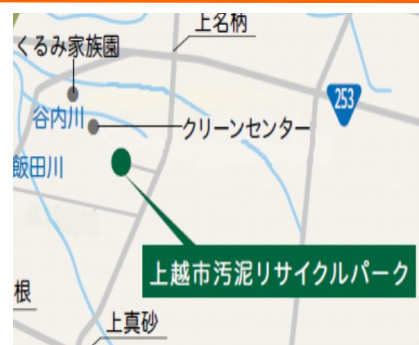 上名柄
くるみ家族園
253
谷内川
クリーンセンター
飯田川
上越市汚泥リサイクルパーク
根
上真砂